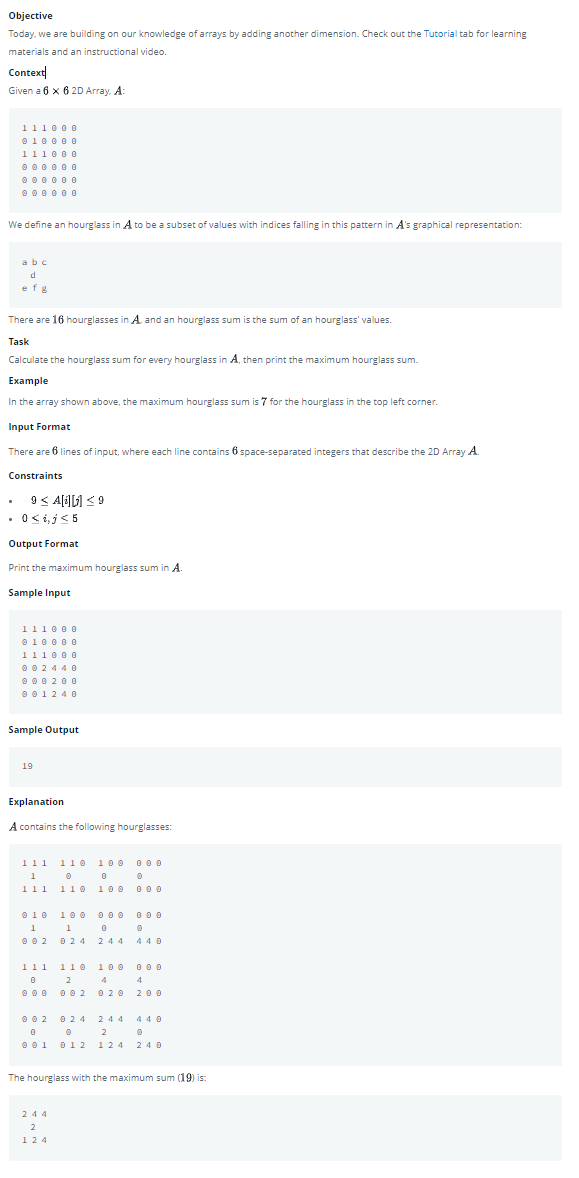 Objective
Today, we are building on our knowledge of arrays by adding another dimension. Check out the Tutorial tab for learning
materials and an instructional video.
Context
Given a 6 × 6 2D Array, A:
1 1 1 0 0 0
0 1 0 0 0 0
1 1 1 0 0 0
0 0 0 0 0 0
0 0 0 0 0 0
0 0 0 0 0 0
We define an hourglass in A to be a subset of values with indices falling in this pattern in A's graphical representation:
a b c
d
e f g
There are 16 hourglasses in A, and an hourglass sum is the sum of an hourglass' values.
Task
Calculate the hourglass sum for every hourglass in A, then print the maximum hourglass sum.
Example
In the array shown above, the maximum hourglass sum is 7 for the hourglass in the top left corner.
Input Format
There are 6 lines of input, where each line contains 6 space-separated integers that describe the 2D Array A.
Constraints
• 9 ≤ A[i][j] ≤ 9
• 0 ≤ i, j ≤ 5
Output Format
Print the maximum hourglass sum in A.
Sample Input
1 1 1 0 0 0
0 1 0 0 0 0
1 1 1 0 0 0
0 0 2 4 4 0
0 0 0 2 0 0
0 0 1 2 4 0
Sample Output
19
Explanation
A contains the following hourglasses:
1 1 1 1 1 0 1 0 0 0 0 0
1 0 0 0
1 1 1 1 1 0 1 0 0 0 0 0
0 1 0 1 0 0 0 0 0 0 0 0
1 1 0 0
0 0 2 0 2 4 2 4 4 4 4 0
1 1 1 1 1 0 1 0 0 0 0 0
0 2 4 4
0 0 0 0 0 2 0 2 0 2 0 0
0 0 2 0 2 4 2 4 4 4 4 0
0 0 2 0
0 0 1 0 1 2 1 2 4 2 4 0
The hourglass with the maximum sum (19) is:
2 4 4
2
1 2 4